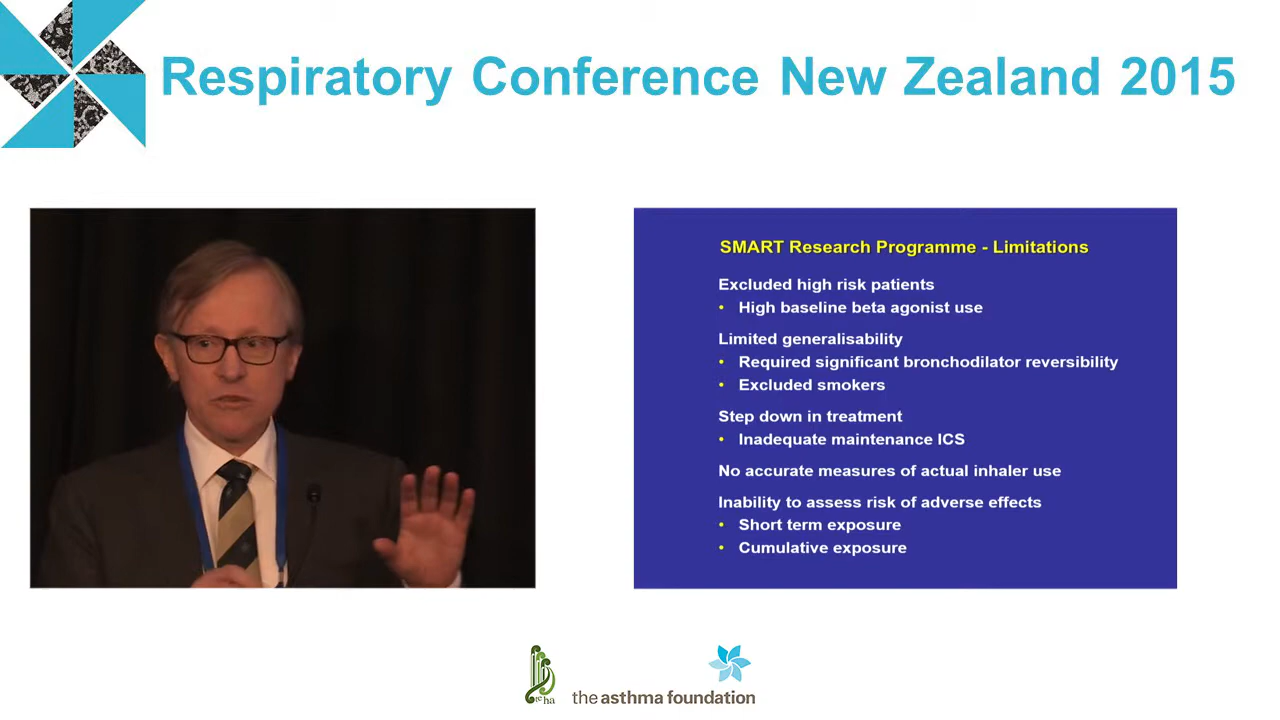 Respiratory Conference New Zealand 2015
SMART Research Programme - Limitations
Excluded high risk patients
• High baseline beta agonist use
Limited generalisability
• Required significant bronchodilator reversibility
• Excluded smokers
Step down in treatment
• Inadequate maintenance ICS
No accurate measures of actual inhaler use
Inability to assess risk of adverse effects
• Short term exposure
• Cumulative exposure
te ha
the asthma foundation